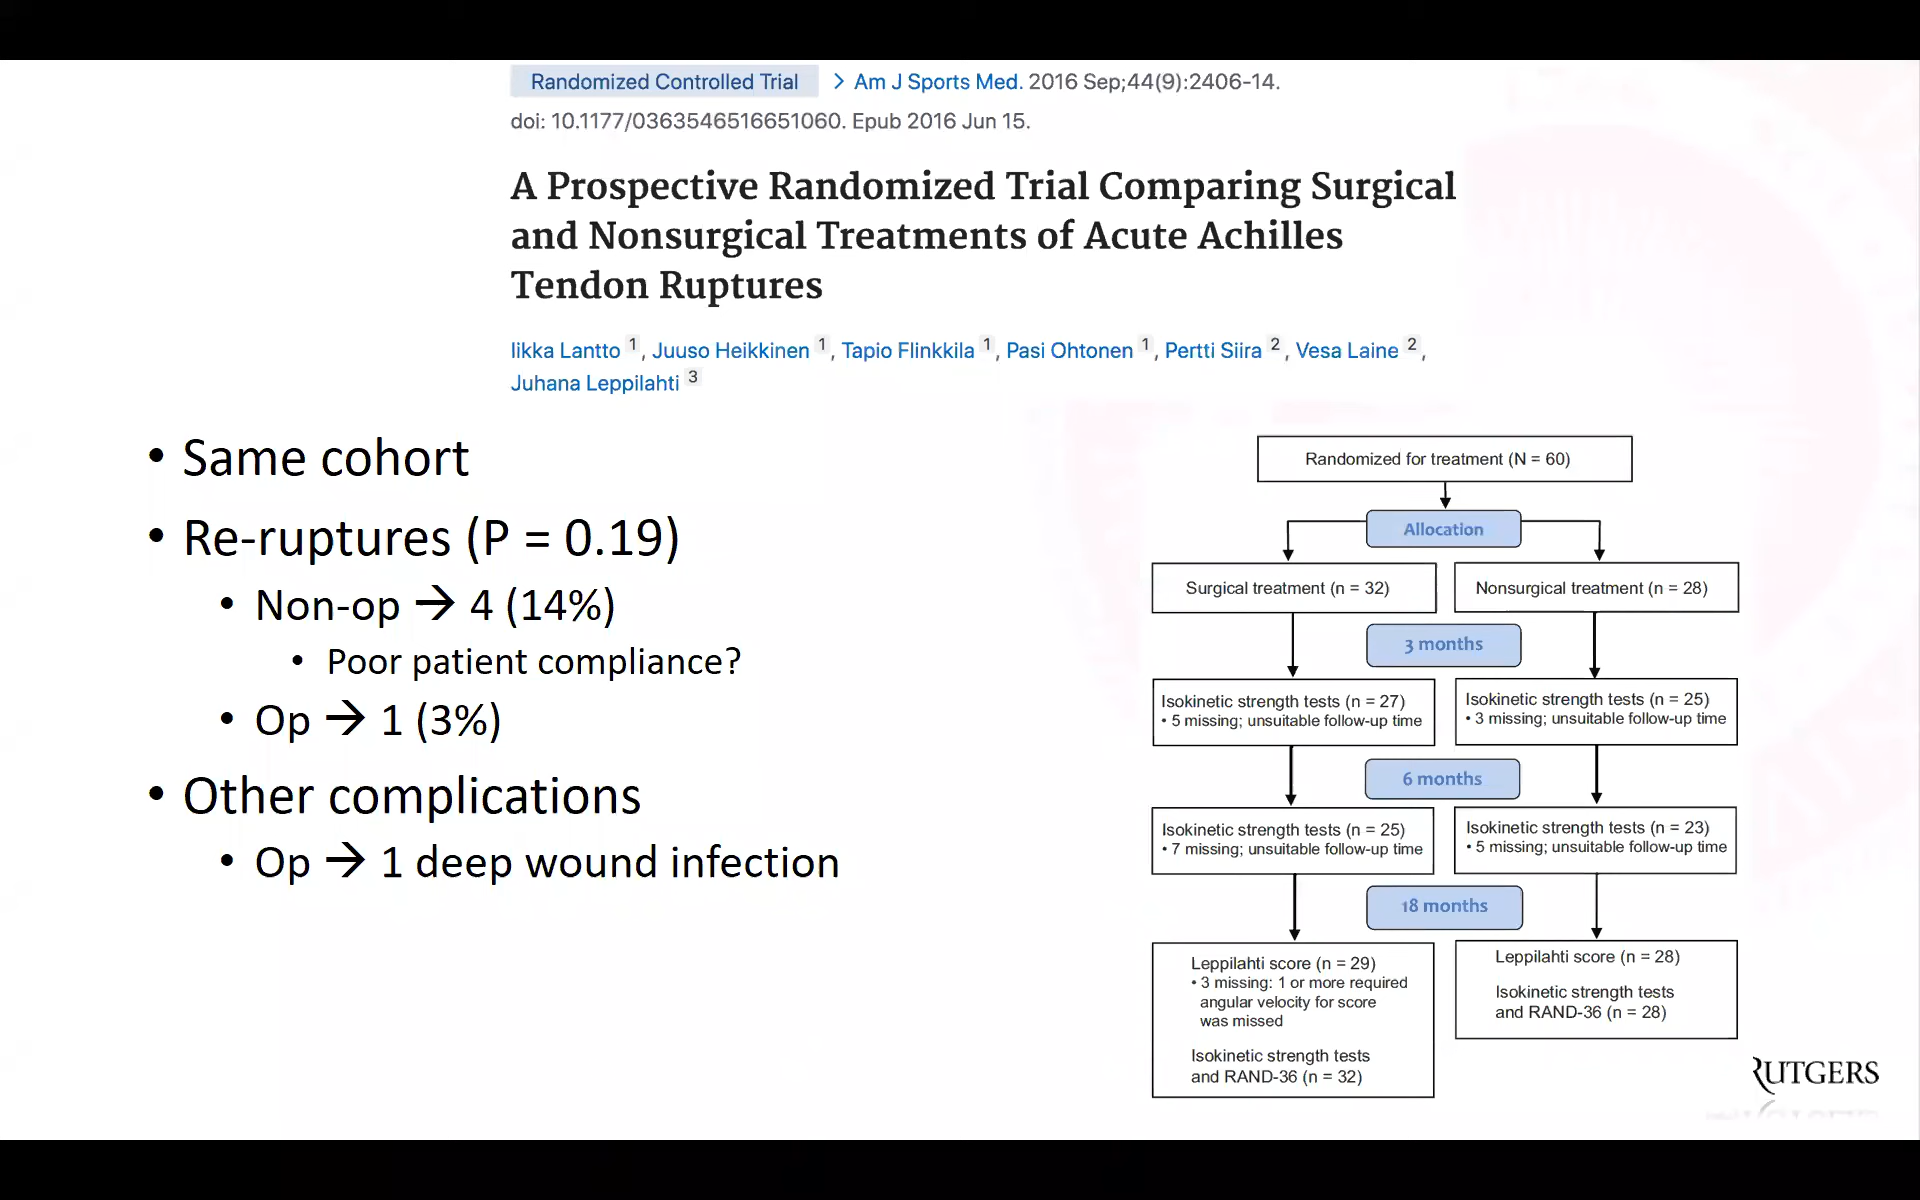 Randomized Controlled Trial > Am J Sports Med. 2016 Sep;44(9):2406-14.
doi: 10.1177/0363546516651060. Epub 2016 Jun 15.
A Prospective Randomized Trial Comparing Surgical
and Nonsurgical Treatments of Acute Achilles
Tendon Ruptures
Iikka Lantto 1, Juuso Heikkinen 1, Tapio Flinkkila 1, Pasi Ohtonen 1, Pertti Siira 2, Vesa Laine 2,
Juhana Leppilahti 3
• Same cohort
• Re-ruptures (P = 0.19)
• Non-op → 4 (14%)
• Poor patient compliance?
• Op → 1 (3%)
• Other complications
• Op → 1 deep wound infection
Randomized for treatment (N = 60)
Allocation
Surgical treatment (n = 32)
Nonsurgical treatment (n = 28)
3 months
Isokinetic strength tests (n = 27)
• 5 missing; unsuitable follow-up time
Isokinetic strength tests (n = 25)
• 3 missing; unsuitable follow-up time
6 months
Isokinetic strength tests (n = 25)
• 7 missing; unsuitable follow-up time
Isokinetic strength tests (n = 23)
• 5 missing; unsuitable follow-up time
18 months
Leppilahti score (n = 29)
• 3 missing: 1 or more required
angular velocity for score
was missed
Isokinetic strength tests
and RAND-36 (n = 32)
Leppilahti score (n = 28)
Isokinetic strength tests
and RAND-36 (n = 28)
RUTGERS